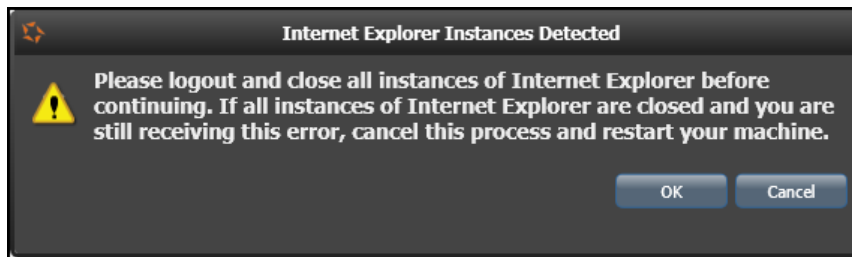 Internet Explorer Instances Detected
Please logout and close all instances of Internet Explorer before
continuing. If all instances of Internet Explorer are closed and you are
still receiving this error, cancel this process and restart your machine.
OK Cancel